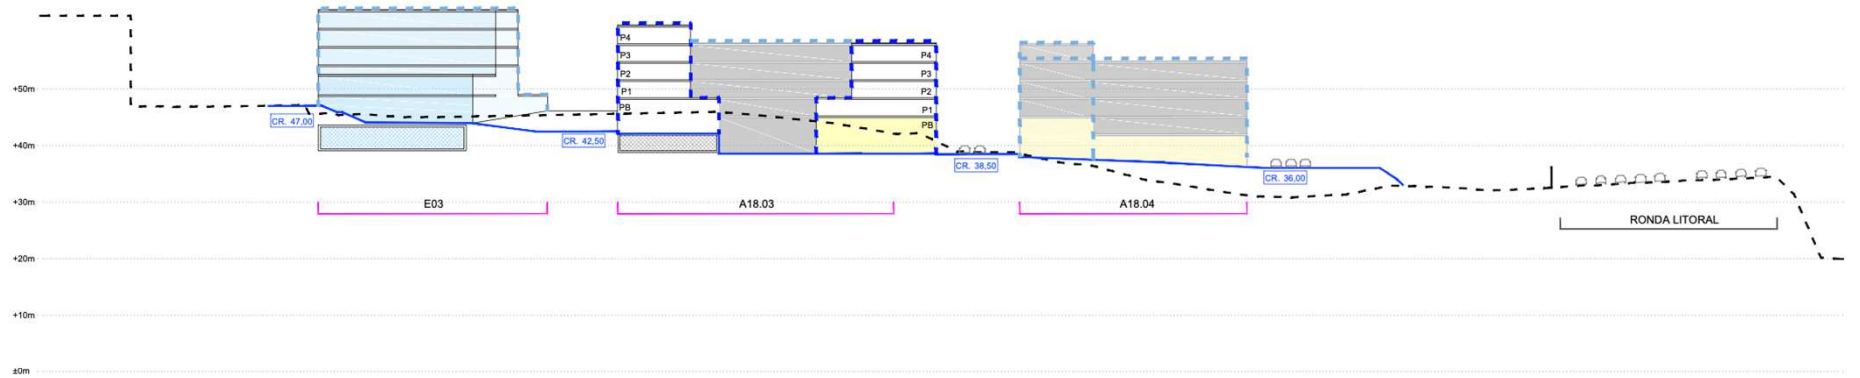 P4
P3
P2
P1
PB
P4
P3
P2
P1
PB
+50m
CR. 47,00
CR. 42,50
+40m
CR. 38,50
CR. 36,00
+30m
E03
A18.03
A18.04
RONDA LITORAL
+20m
+10m
±0m